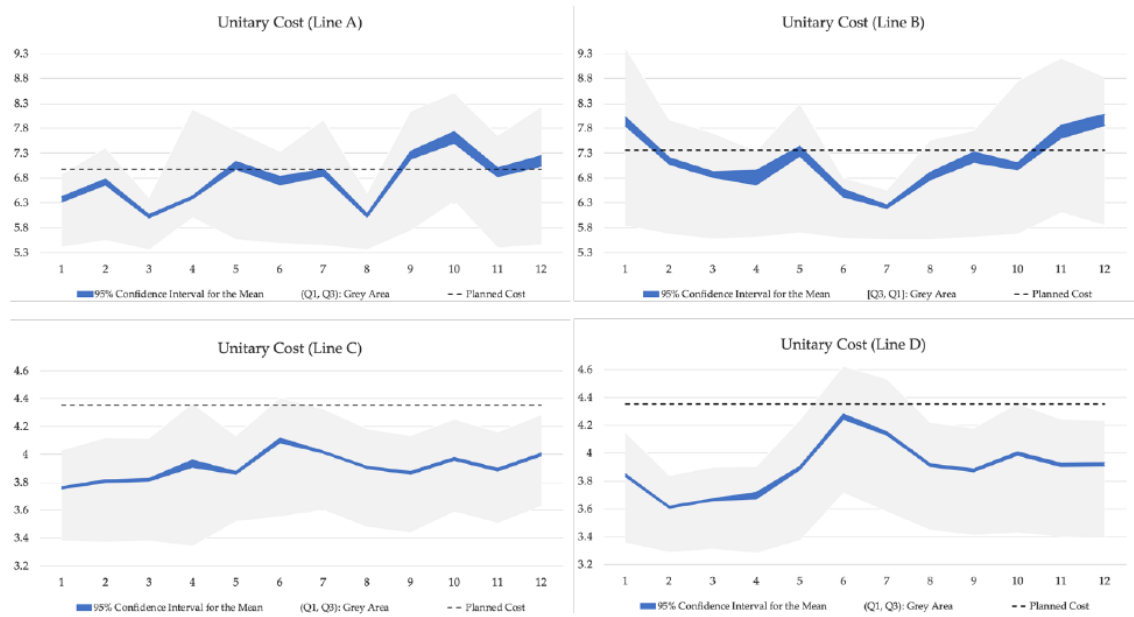 Unitary Cost (Line A)
9.3
8.8
8.3
7.8
7.3
6.8
6.3
5.8
5.3
1 2 3 4 5 6 7 8 9 10 11 12
95% Confidence Interval for the Mean (Q1, Q3): Grey Area Planned Cost
Unitary Cost (Line B)
9.3
8.8
8.3
7.8
7.3
6.8
6.3
5.8
5.3
1 2 3 4 5 6 7 8 9 10 11 12
95% Confidence Interval for the Mean [Q3, Q1]: Grey Area Planned Cost
Unitary Cost (Line C)
4.6
4.4
4.2
4
3.8
3.6
3.4
3.2
1 2 3 4 5 6 7 8 9 10 11 12
95% Confidence Interval for the Mean (Q1, Q3): Grey Area Planned Cost
Unitary Cost (Line D)
4.6
4.4
4.2
4
3.8
3.6
3.4
3.2
1 2 3 4 5 6 7 8 9 10 11 12
95% Confidence Interval for the Mean (Q1, Q3): Grey Area Planned Cost